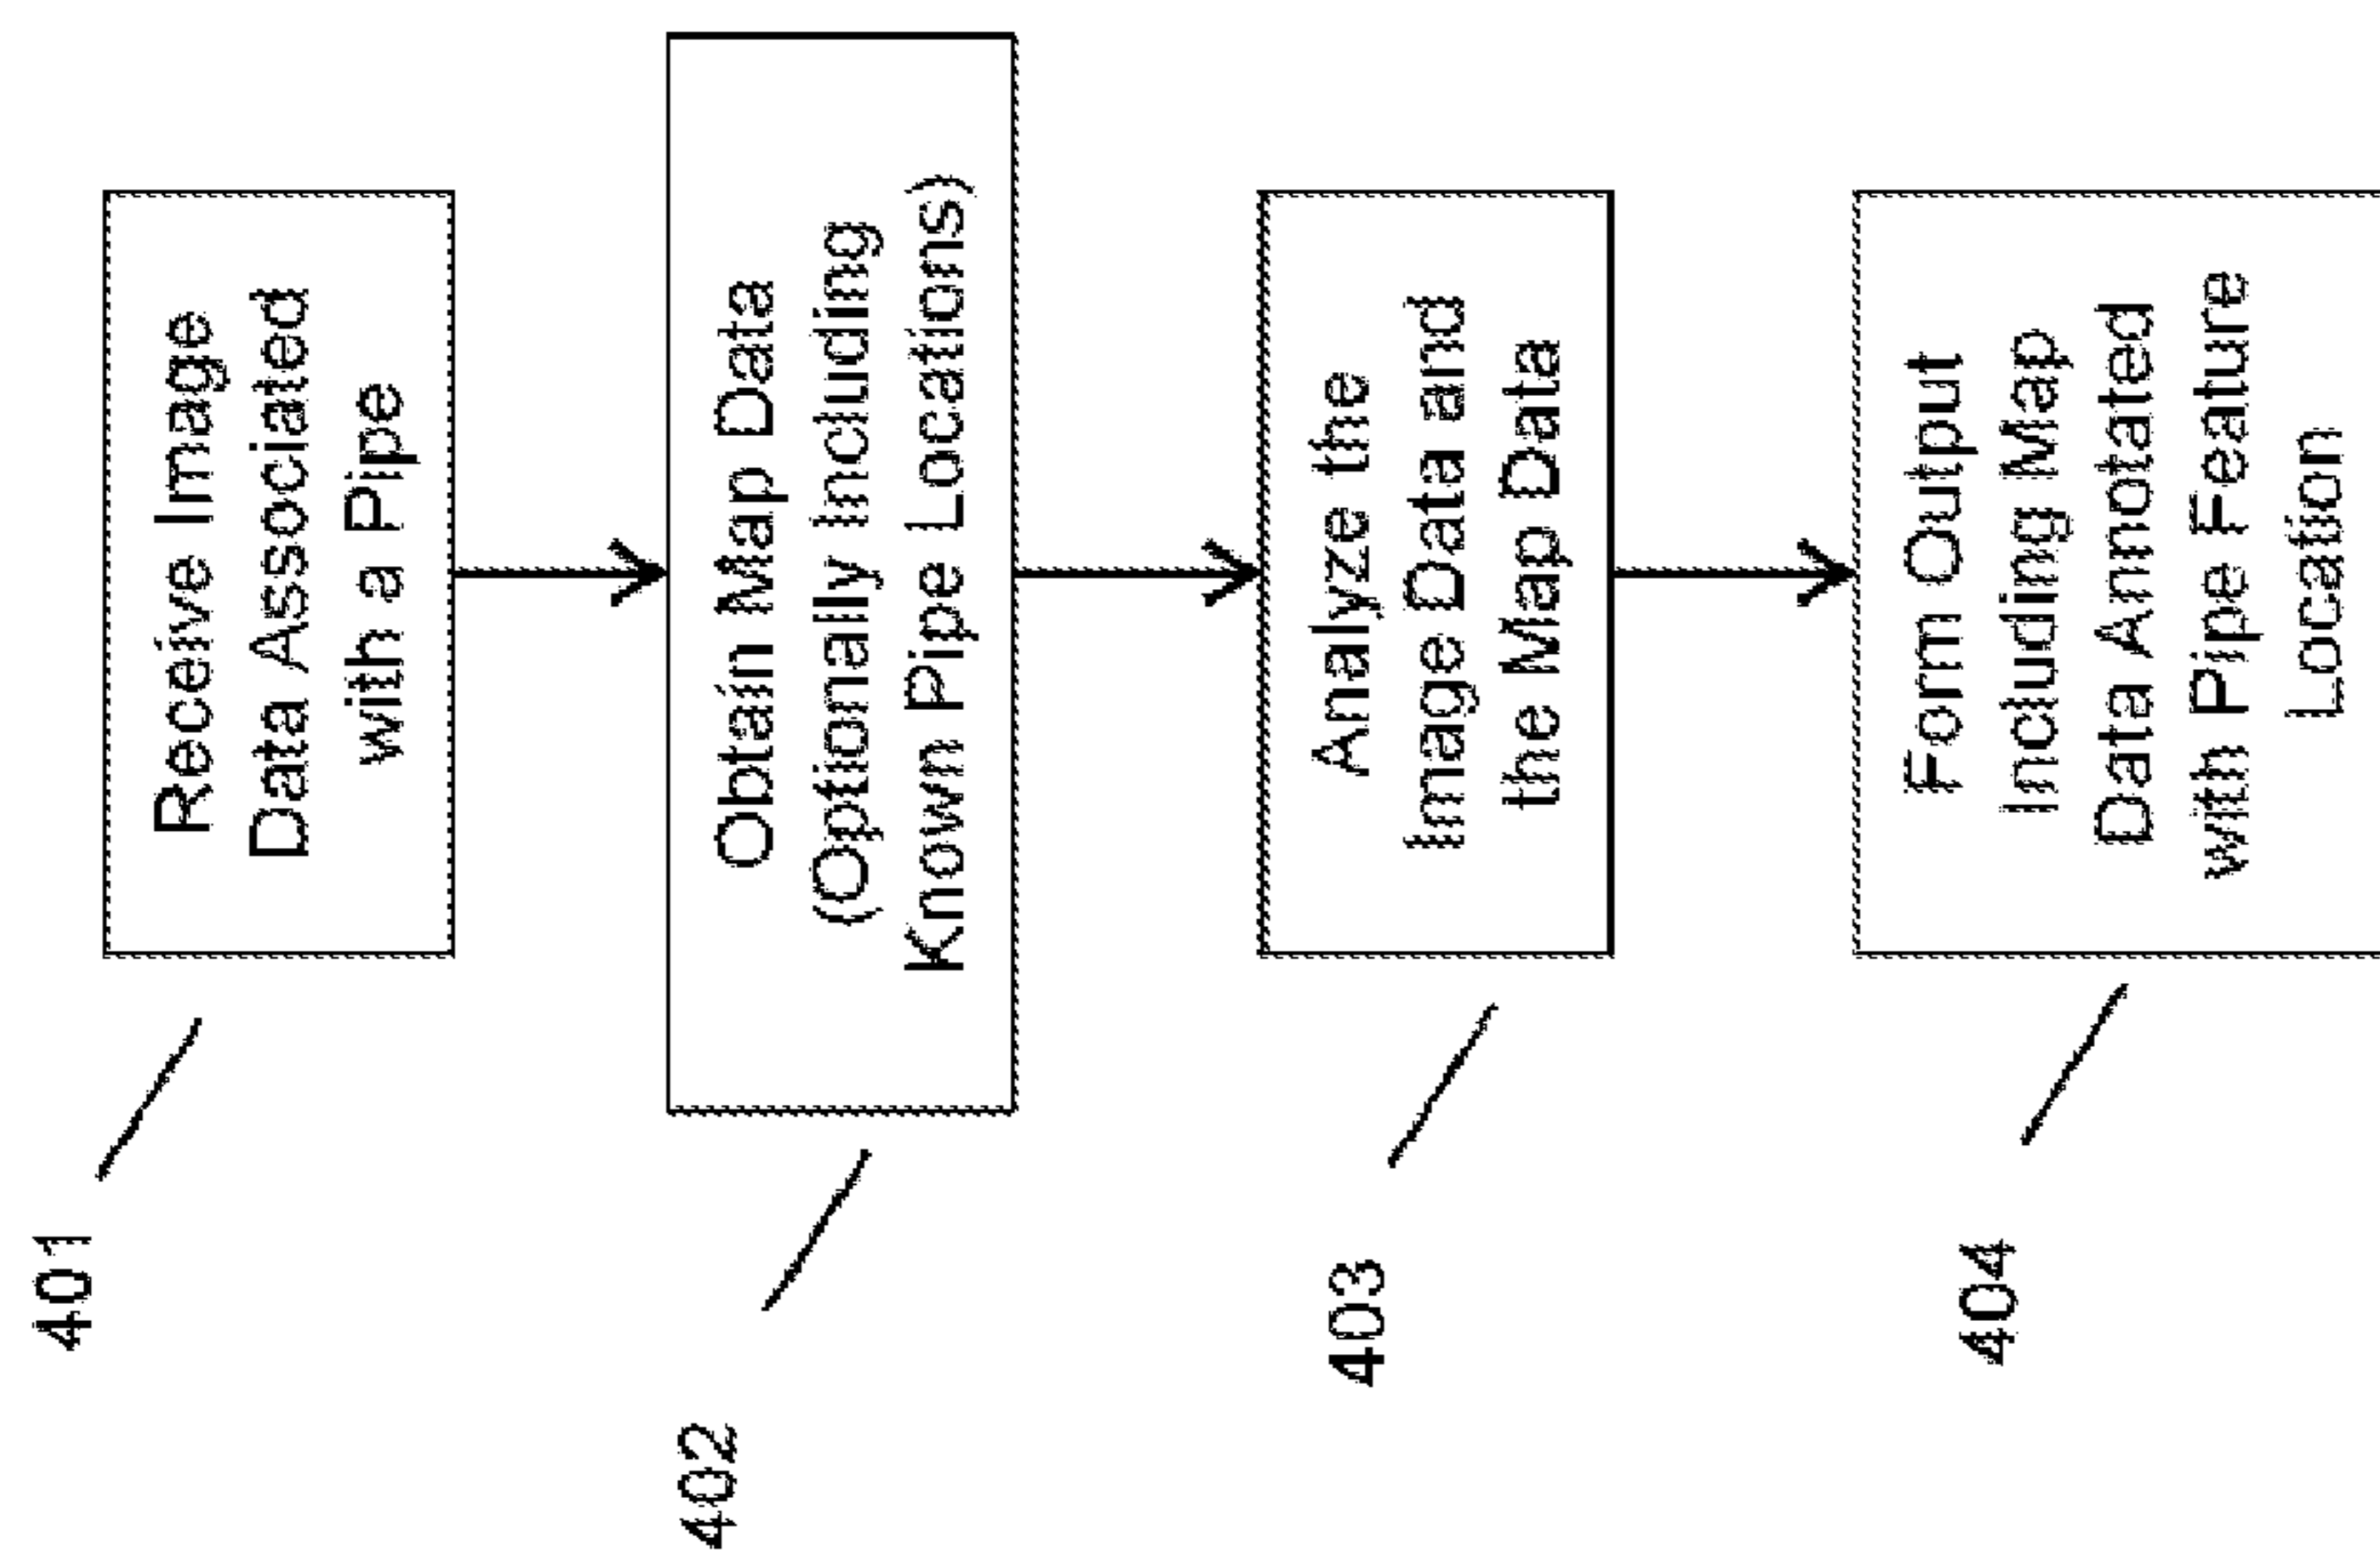 401
Receive Image
Data Associated
with a Pipe
402
Obtain Map Data
(Optionally Including
Known Pipe Locations)
403
Analyze the
Image Data and
the Map Data
404
Form Output
Including Map
Data Annotated
with Pipe Feature
Location